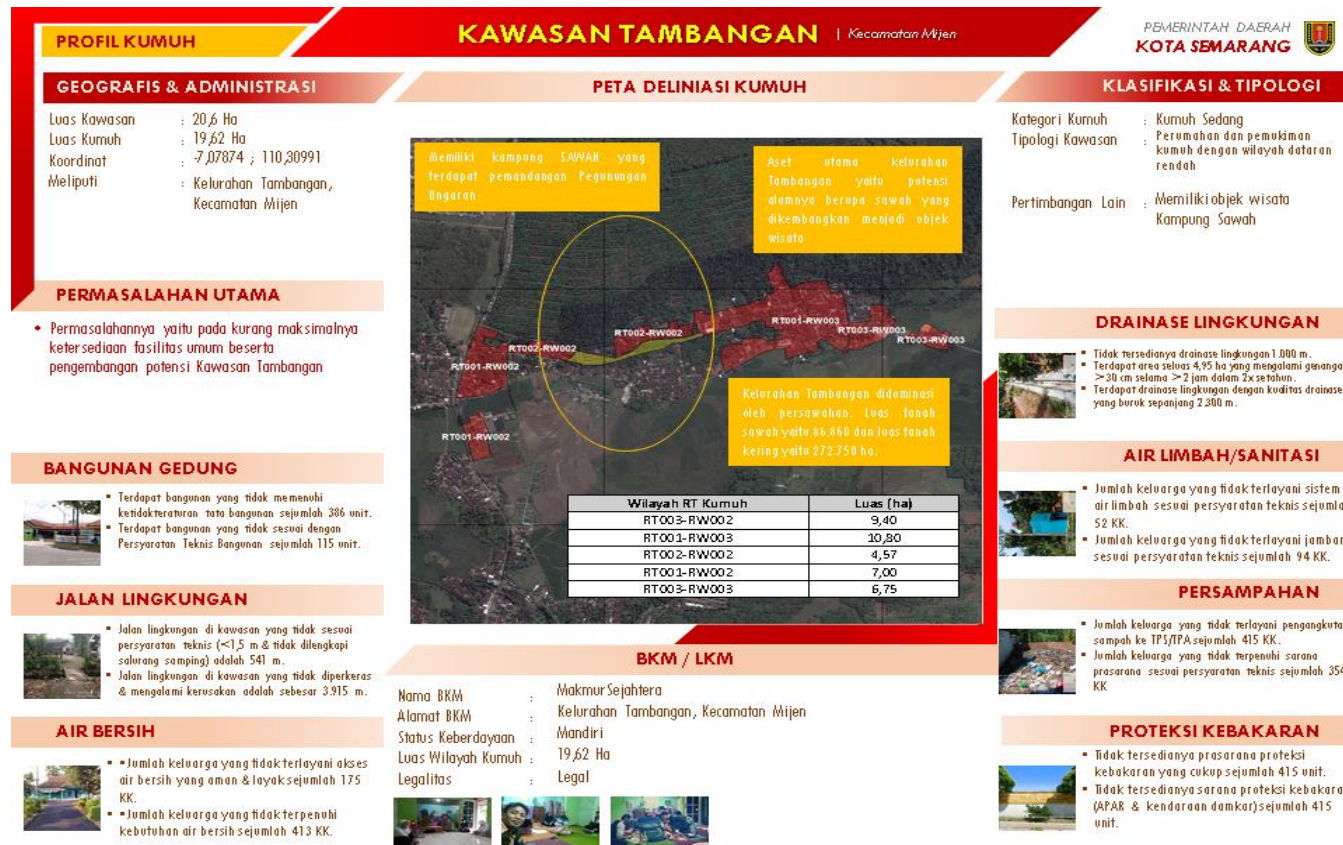 PROFIL KUMUH
KAWASAN TAMBANGAN | Kecamatan Mijen
PEMERINTAH DAERAH
KOTA SEMARANG
GEOGRAFIS & ADMINISTRASI
Luas Kawasan : 20,6 Ha
Luas Kumuh : 19,62 Ha
Koordinat : -7,07874 ; 110,30991
Meliputi : Kelurahan Tambangan,
Kecamatan Mijen
PERMASALAHAN UTAMA
• Permasalahannya yaitu pada kurang maksimalnya
ketersediaan fasilitas umum beserta
pengembangan potensi Kawasan Tambangan
BANGUNAN GEDUNG
▪ Terdapat bangunan yang tidak memenuhi
ketidakteraturan tata bangunan sejumlah 386 unit.
▪ Terdapat bangunan yang tidak sesuai dengan
Persyaratan Teknis Bangunan sejumlah 115 unit.
JALAN LINGKUNGAN
▪ Jalan lingkungan di kawasan yang tidak sesuai
persyaratan teknis (<1,5 m & tidak dilengkapi
salurang samping) adalah 541 m.
▪ Jalan lingkungan di kawasan yang tidak diperkeras
& mengalami kerusakan adalah sebesar 3.915 m.
AIR BERSIH
▪ ▪Jumlah keluarga yang tidak terlayani akses
air bersih yang aman & layak sejumlah 175
KK.
▪ ▪Jumlah keluarga yang tidak terpenuhi
kebutuhan air bersih sejumlah 413 KK.
PETA DELINIASI KUMUH
Memiliki kampung SAWAH yang
terdapat pemandangan Pegunungan
Ungaran
Aset utama kelurahan
Tambangan yaitu potensi
alamnya berupa sawah yang
dikembangkan menjadi objek
wisata
RT001-RW003
RT002-RW002
RT003-RW003
RT003-RW003
RT002-RW002
RT001-RW002
RT001-RW002
Kelurahan Tambangan didominasi
oleh persawahan. Luas tanah
sawah yaitu 86.860 dan luas tanah
kering yaitu 272.750 ha.
Wilayah RT Kumuh Luas (ha)
RT003-RW002 9,40
RT001-RW003 10,80
RT002-RW002 4,57
RT001-RW002 7,00
RT003-RW003 6,75
BKM / LKM
Nama BKM : Makmur Sejahtera
Alamat BKM : Kelurahan Tambangan, Kecamatan Mijen
Status Keberdayaan : Mandiri
Luas Wilayah Kumuh : 19,62 Ha
Legalitas : Legal
KLASIFIKASI & TIPOLOGI
Kategori Kumuh : Kumuh Sedang
Tipologi Kawasan : Perumahan dan pemukiman
kumuh dengan wilayah dataran
rendah
Pertimbangan Lain : Memiliki objek wisata
Kampung Sawah
DRAINASE LINGKUNGAN
▪ Tidak tersedianya drainase lingkungan 1.000 m.
▪ Terdapat area seluas 4,95 ha yang mengalami genanga
>30 cm selama >2 jam dalam 2x setahun.
▪ Terdapat drainase lingkungan dengan kualitas drainase
yang buruk sepanjang 2.300 m.
AIR LIMBAH/SANITASI
▪ Jumlah keluarga yang tidak terlayani sistem
air limbah sesuai persyaratan teknis sejumla
52 KK.
▪ Jumlah keluarga yang tidak terlayani jamban
sesuai persyaratan teknis sejumlah 94 KK.
PERSAMPAHAN
▪ Jumlah keluarga yang tidak terlayani pengangkuta
sampah ke TPS/TPA sejumlah 415 KK.
▪ Jumlah keluarga yang tidak terpenuhi sarana
prasarana sesuai persyaratan teknis sejumlah 354
KK
PROTEKSI KEBAKARAN
▪ Tidak tersedianya prasarana proteksi
kebakaran yang cukup sejumlah 415 unit.
▪ Tidak tersedianya sarana proteksi kebakara
(APAR & kendaraan damkar)sejumlah 415
unit.